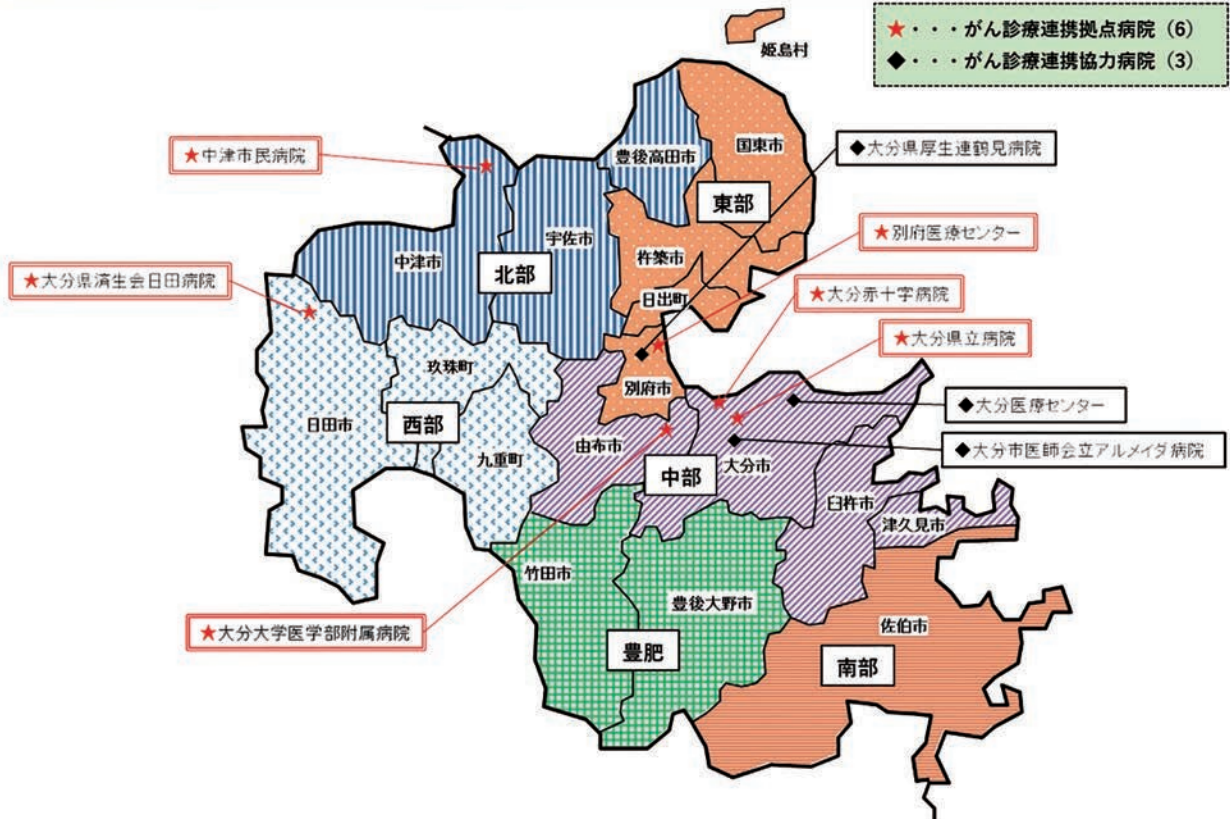 ★・・・がん診療連携拠点病院（6）
◆・・・がん診療連携協力病院（3）
姫島村
国東市
豊後高田市
★中津市民病院
◆大分県厚生連鶴見病院
東部
宇佐市
★別府医療センター
杵築市
中津市
北部
★大分県済生会日田病院
日出町
★大分赤十字病院
★大分県立病院
玖珠町
別府市
◆大分医療センター
日田市
西部
由布市
九重町
大分市
◆大分市医師会立アルメイダ病院
中部
臼杵市
津久見市
竹田市
豊後大野市
佐伯市
★大分大学医学部附属病院
豊肥
南部